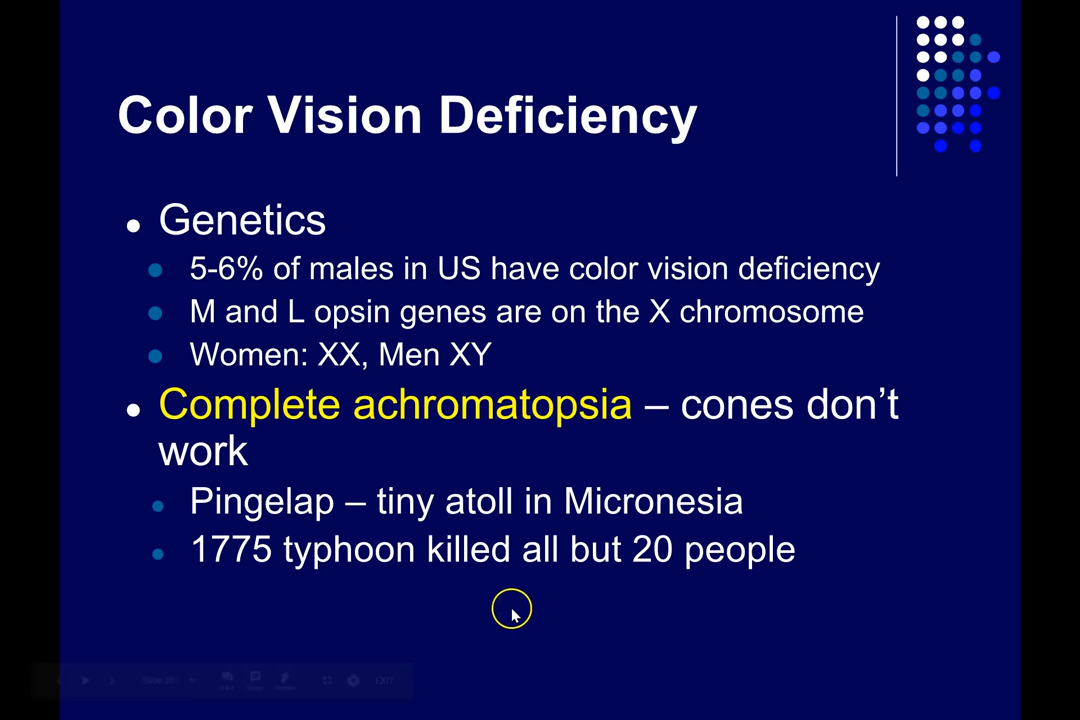 Color Vision Deficiency
● Genetics
● 5-6% of males in US have color vision deficiency
● M and L opsin genes are on the X chromosome
● Women: XX, Men XY
● Complete achromatopsia – cones don’t
work
● Pingelap – tiny atoll in Micronesia
● 1775 typhoon killed all but 20 people
EXIT